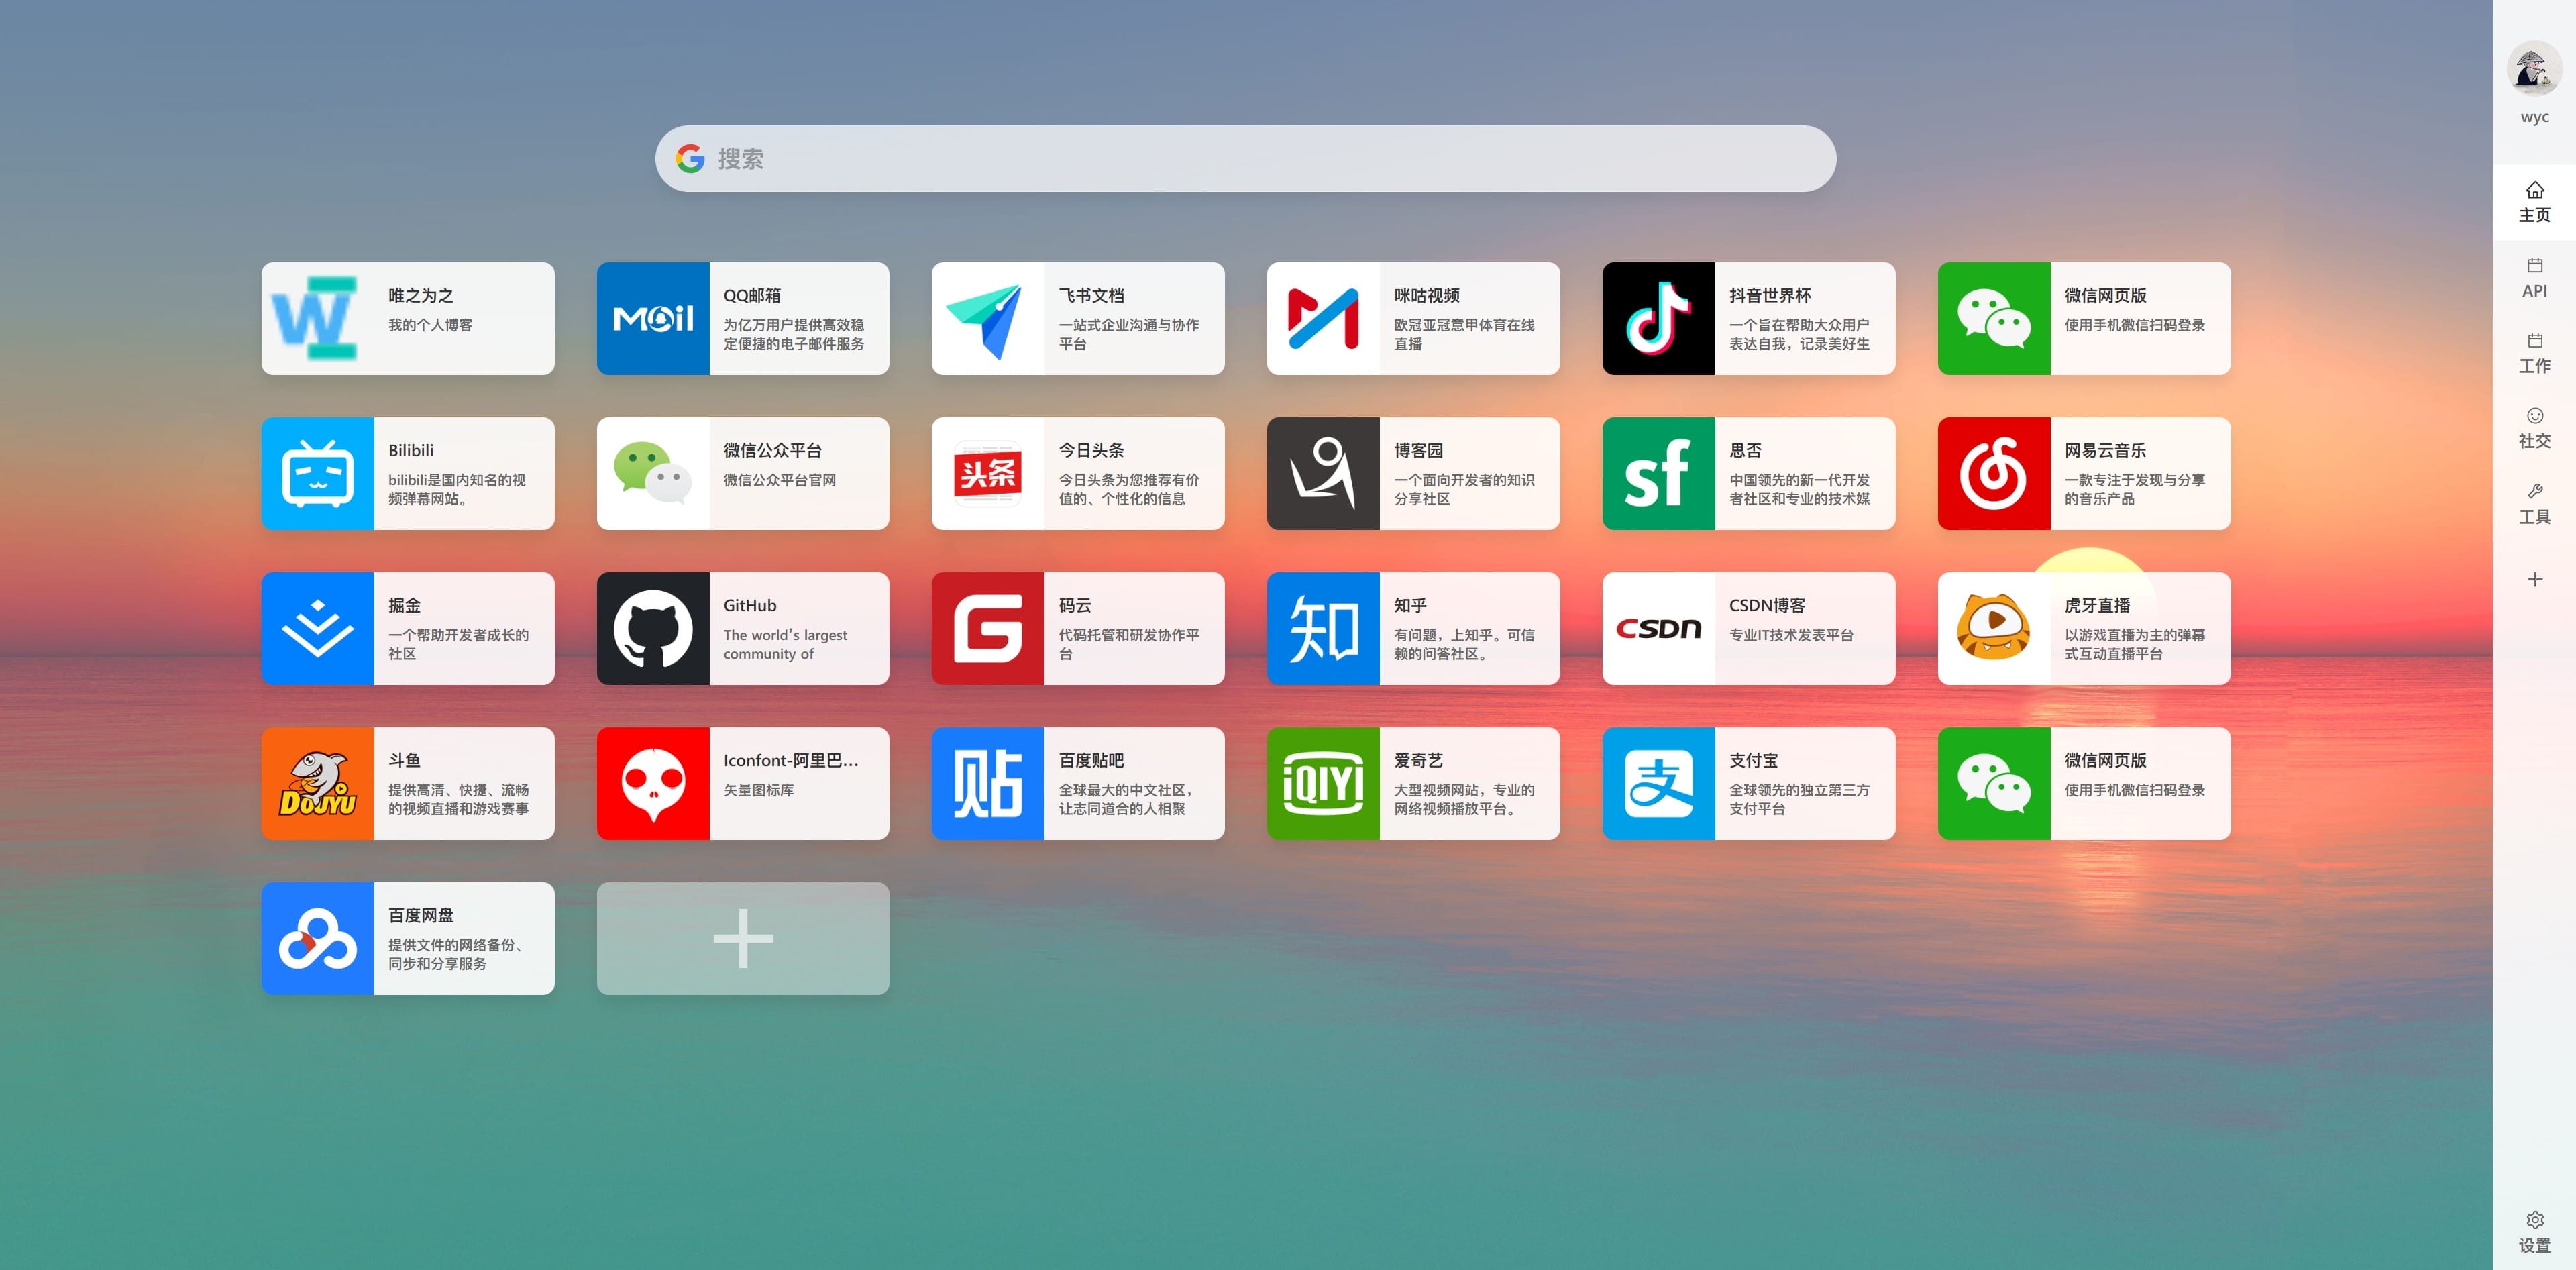 搜索
wyc
主页
API
工作
社交
工具
设置
唯之为之
我的个人博客
MOil
QQ邮箱
为亿万用户提供高效稳
定便捷的电子邮件服务
飞书文档
一站式企业沟通与协作
平台
咪咕视频
欧冠亚冠意甲体育在线
直播
抖音世界杯
一个旨在帮助大众用户
表达自我，记录美好生
微信网页版
使用手机微信扫码登录
Bilibili
bilibili是国内知名的视
频弹幕网站。
微信公众平台
微信公众平台官网
头条
今日头条
今日头条为您推荐有价
值的、个性化的信息
博客园
一个面向开发者的知识
分享社区
sf
思否
中国领先的新一代开发
者社区和专业的技术媒
网易云音乐
一款专注于发现与分享
的音乐产品
掘金
一个帮助开发者成长的
社区
GitHub
The world's largest
community of
G
码云
代码托管和研发协作平
台
知
知乎
有问题，上知乎。可信
赖的问答社区。
CSDN
CSDN博客
专业IT技术发表平台
虎牙直播
以游戏直播为主的弹幕
式互动直播平台
DOUYU
斗鱼
提供高清、快捷、流畅
的视频直播和游戏赛事
Iconfont-阿里巴...
矢量图标库
贴
百度贴吧
全球最大的中文社区，
让志同道合的人相聚
iQIYI
爱奇艺
大型视频网站，专业的
网络视频播放平台。
支
支付宝
全球领先的独立第三方
支付平台
微信网页版
使用手机微信扫码登录
百度网盘
提供文件的网络备份、
同步和分享服务